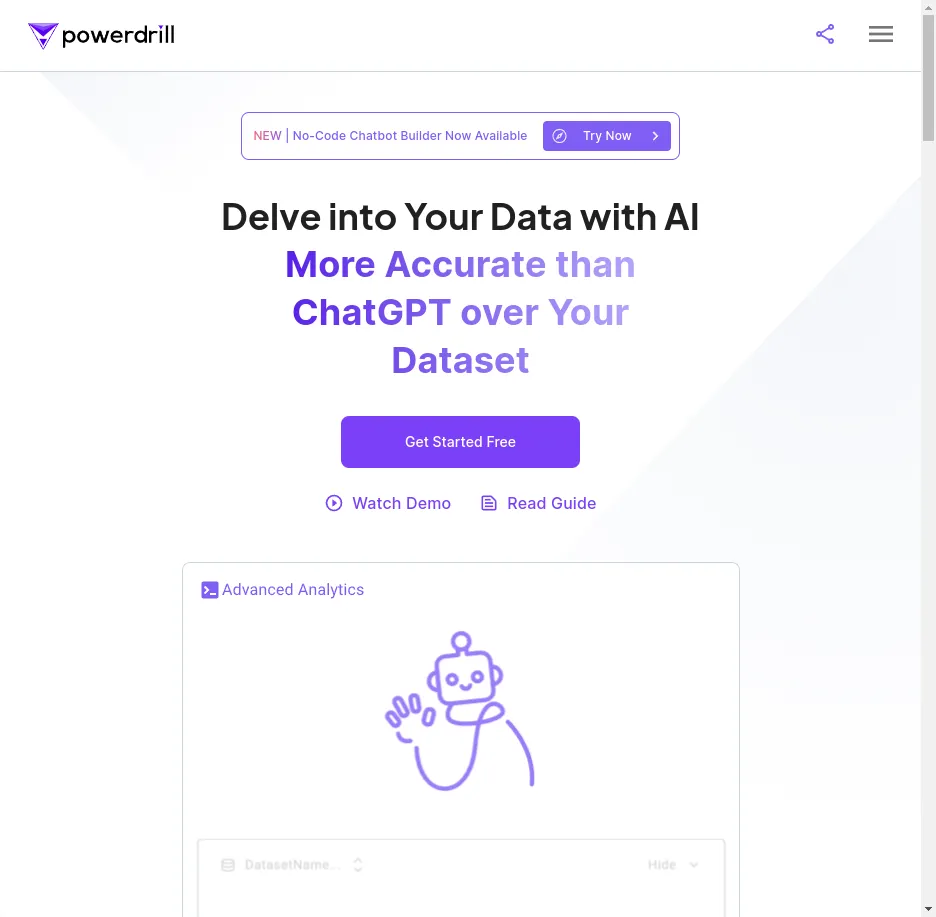 powerdrill
NEW | No-Code Chatbot Builder Now Available
Try Now
Delve into Your Data with AI
More Accurate than
ChatGPT over Your
Dataset
Get Started Free
Watch Demo
Read Guide
Advanced Analytics
DatasetName...
Hide